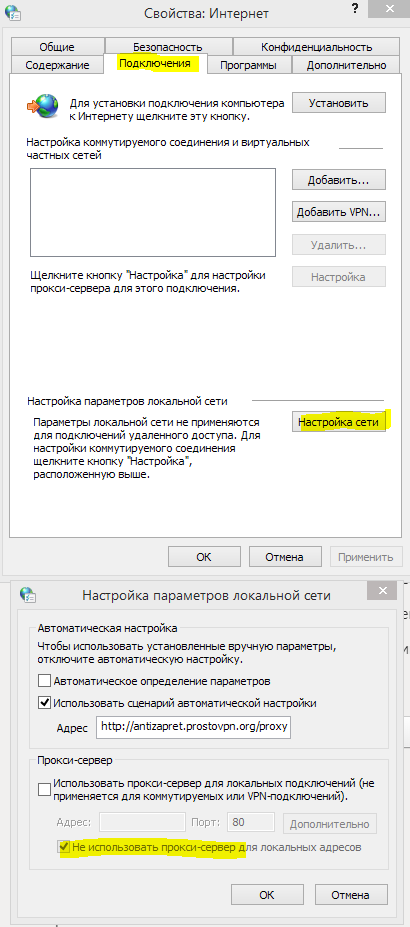 Свойства: Интернет
?
Общие
Безопасность
Конфиденциальность
Содержание
Подключения
Программы
Дополнительно
Для установки подключения компьютера
к Интернету щелкните эту кнопку.
Установить
Настройка коммутируемого соединения и виртуальных
частных сетей
Добавить...
Добавить VPN...
Удалить...
Щелкните кнопку "Настройка" для настройки
прокси-сервера для этого подключения.
Настройка
Настройка параметров локальной сети
Параметры локальной сети не применяются
для подключений удаленного доступа. Для
настройки коммутируемого соединения
щелкните кнопку "Настройка",
расположенную выше.
Настройка сети
ОК
Отмена
Применить
Настройка параметров локальной сети
Автоматическая настройка
Чтобы использовать установленные вручную параметры,
отключите автоматическую настройку.
Автоматическое определение параметров
Использовать сценарий автоматической настройки
Адрес
http://antizapret.prostovpn.org/proxy
Прокси-сервер
Использовать прокси-сервер для локальных подключений (не
применяется для коммутируемых или VPN-подключений).
Адрес:
Порт:
80
Дополнительно
Не использовать прокси-сервер для локальных адресов
ОК
Отмена